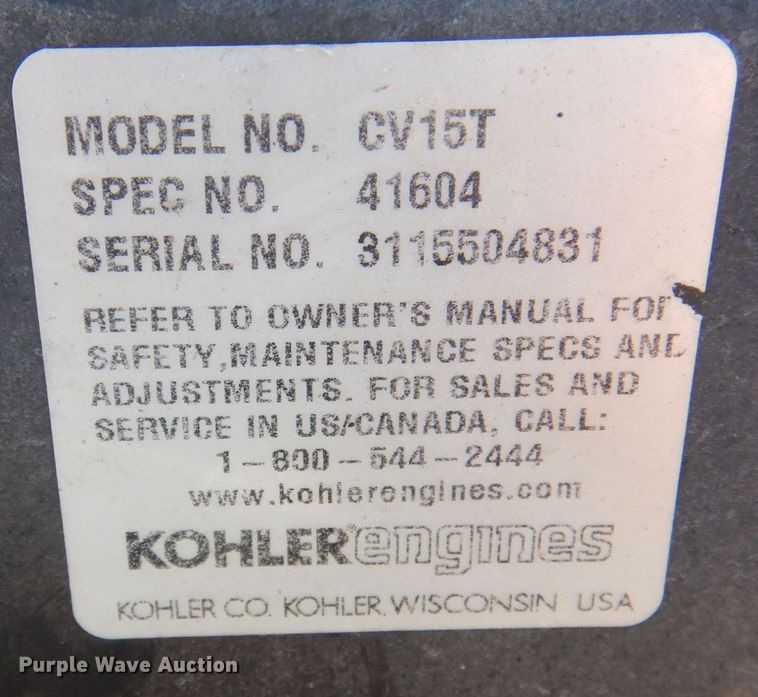 MODEL NO. CV15T
SPEC NO. 41604
SERIAL NO. 3115504831
REFER TO OWNER'S MANUAL FOR
SAFETY, MAINTENANCE SPECS AND
ADJUSTMENTS. FOR SALES AND
SERVICE IN US/CANADA, CALL:
1-800-544-2444
www.kohlerengines.com
KOHLER engines
KOHLER CO. KOHLER, WISCONSIN USA
Purple Wave Auction